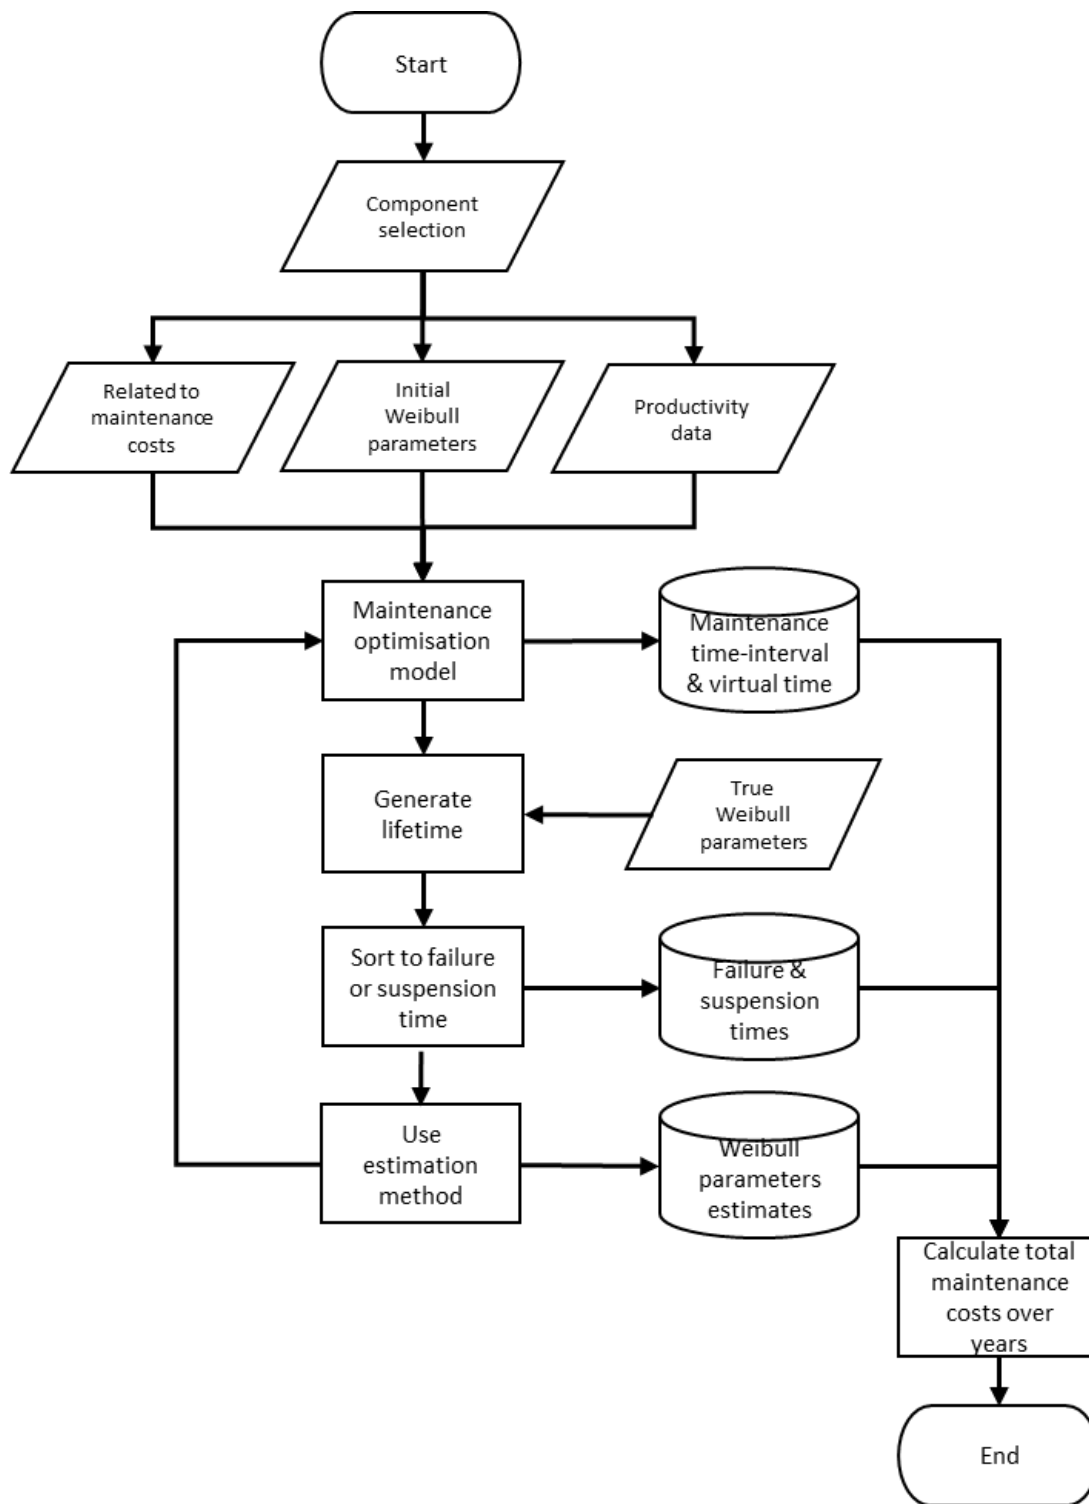 Start
Component
selection
Related to
maintenance
costs
Initial
Weibull
parameters
Productivity
data
Maintenance
optimisation
model
Maintenance
time-interval
& virtual time
Generate
lifetime
True
Weibull
parameters
Sort to failure
or suspension
time
Failure &
suspension
times
Use
estimation
method
Weibull
parameters
estimates
Calculate total
maintenance
costs over
years
End